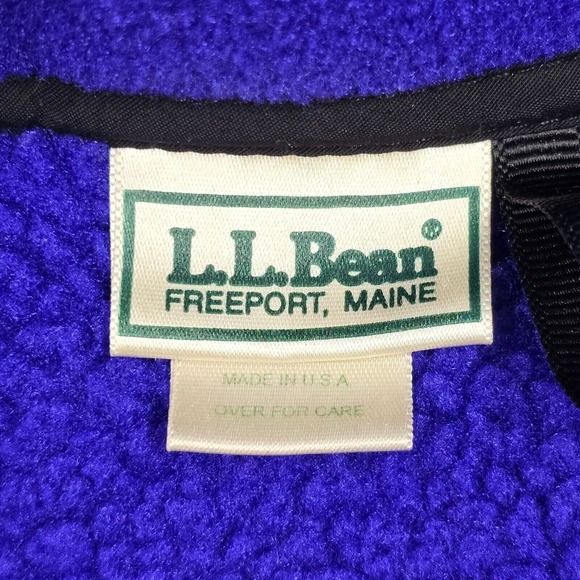 L.L.Bean®
FREEPORT, MAINE
MADE IN U.S.A.
OVER FOR CARE